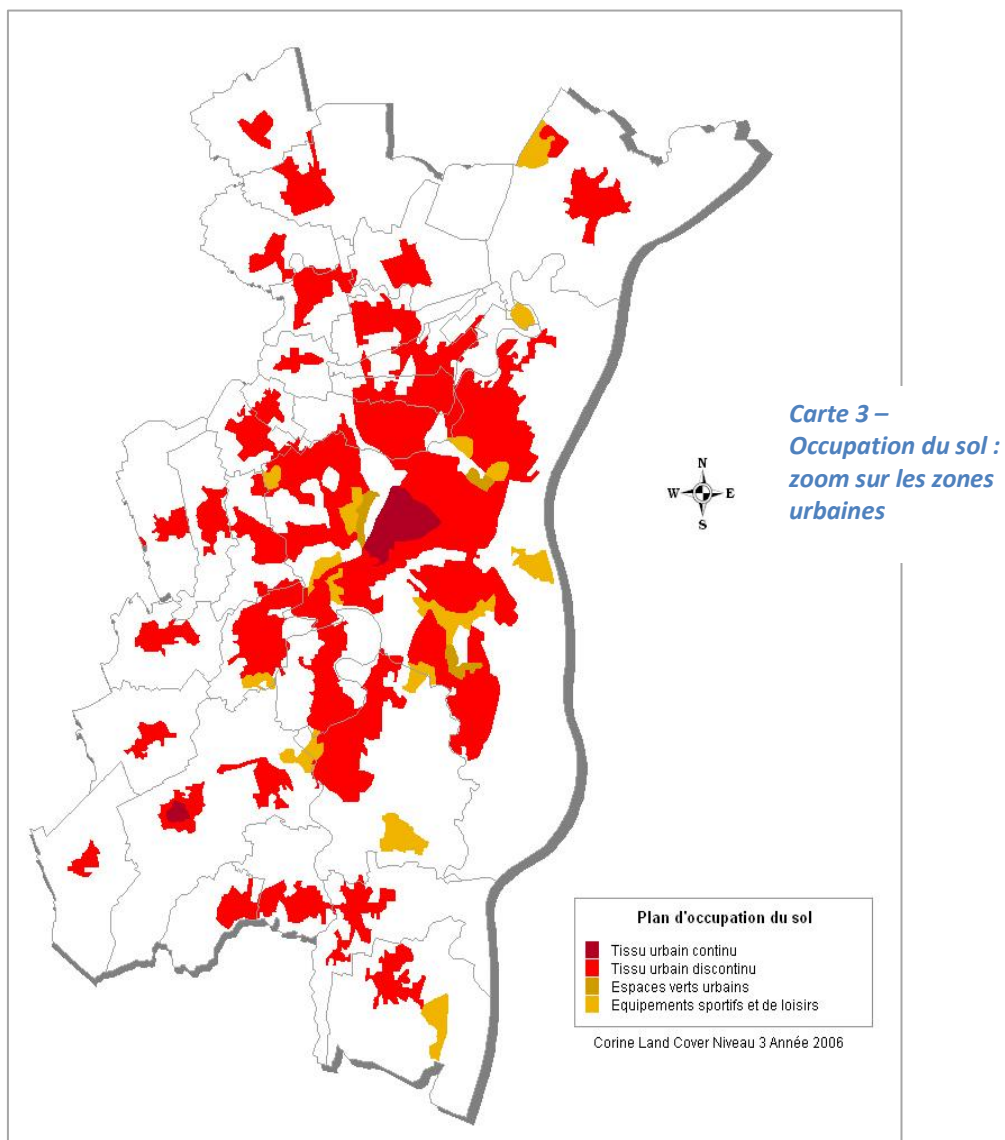 Carte 3 –
Occupation du sol :
zoom sur les zones
urbaines
N
W E
S
Plan d'occupation du sol
Tissu urbain continu
Tissu urbain discontinu
Espaces verts urbains
Equipements sportifs et de loisirs
Corine Land Cover Niveau 3 Année 2006